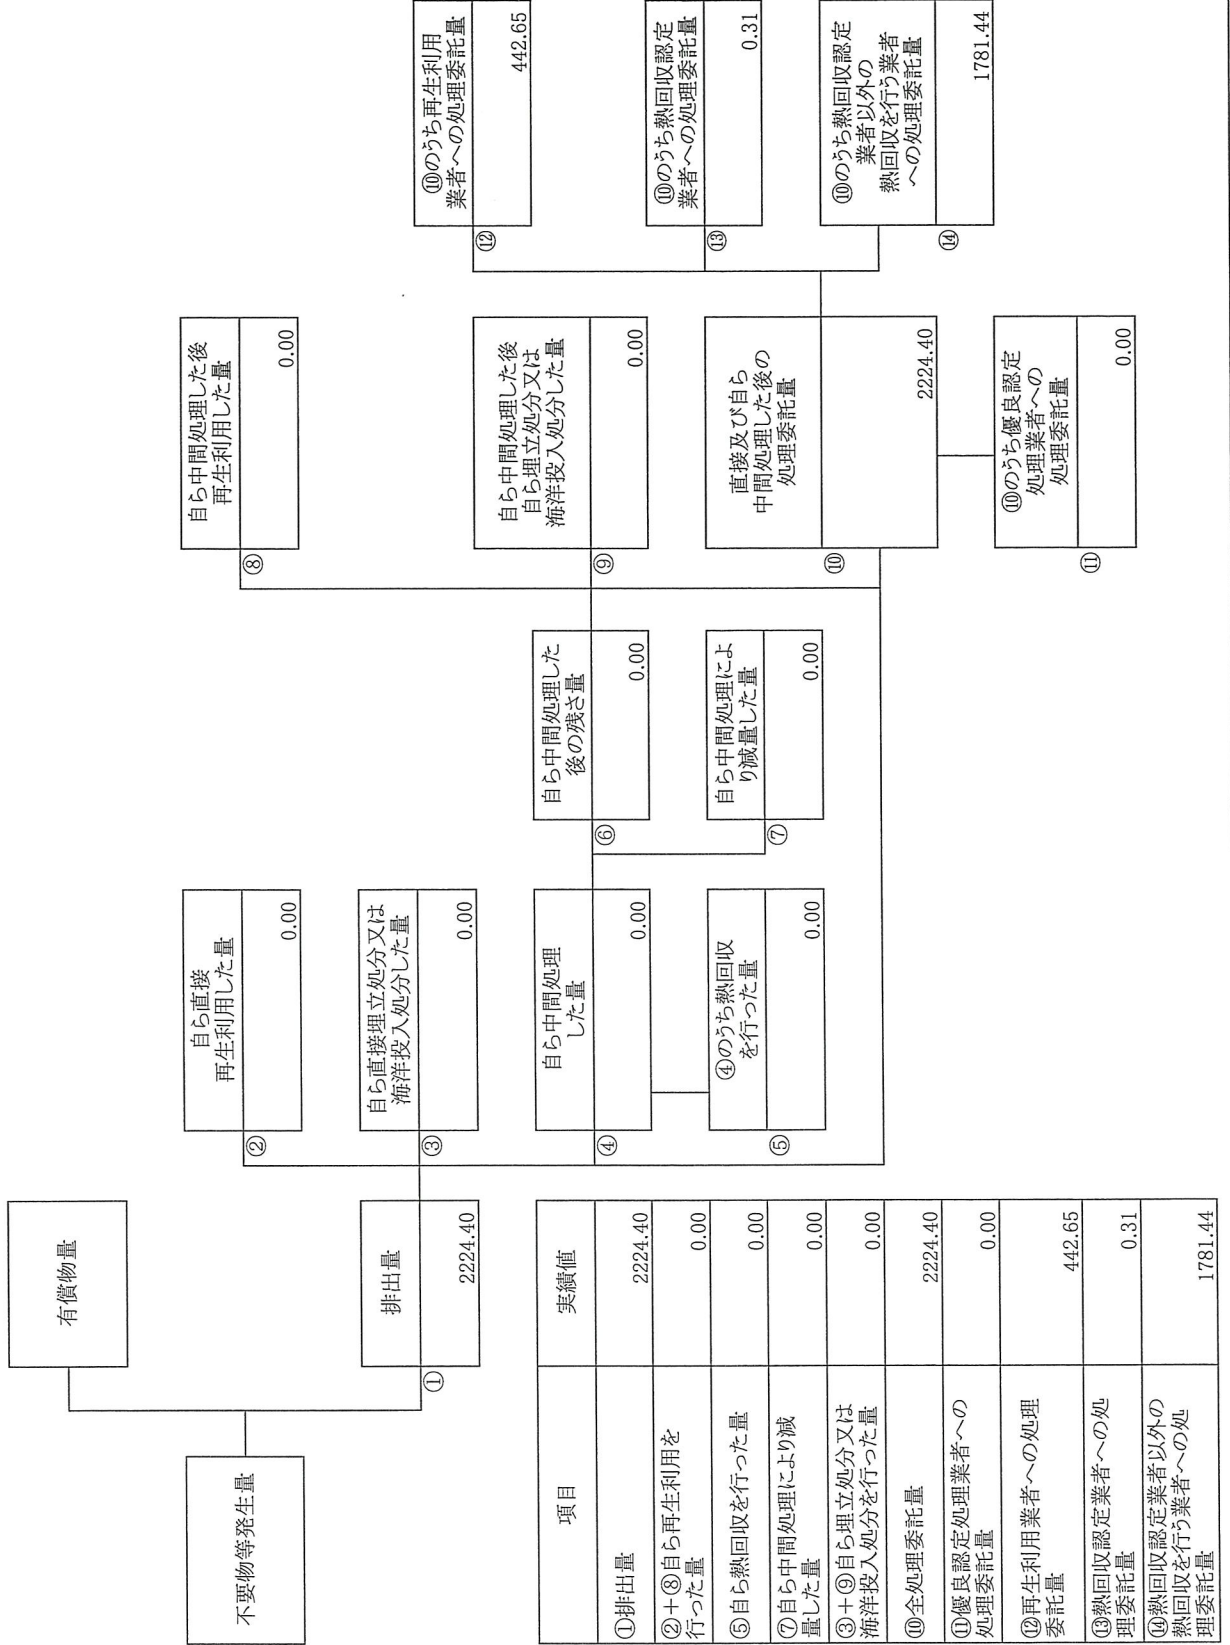 不要物等発生量
有償物量
①
排出量
2224.40
②
自ら直接
再生利用した量
0.00
③
自ら直接埋立処分又は
海洋投入処分した量
0.00
④
自ら中間処理
した量
0.00
⑤
④のうち熱回収
を行った量
0.00
⑥
自ら中間処理した
後の残さ量
0.00
⑦
自ら中間処理によ
り減量した量
0.00
⑧
自ら中間処理した後
再生利用した量
0.00
⑨
自ら中間処理した後
自ら埋立処分又は
海洋投入処分した量
0.00
⑩
直接及び自ら
中間処理した後の
処理委託量
2224.40
⑪
⑩のうち優良認定
処理業者への
処理委託量
0.00
⑫
⑩のうち再生利用
業者への処理委託量
442.65
⑬
⑩のうち熱回収認定
業者への処理委託量
0.31
⑭
⑩のうち熱回収認定
業者以外の
熱回収を行う業者
への処理委託量
1781.44
項目 実績値
①排出量 2224.40
②+⑧自ら再生利用を
行った量 0.00
⑤自ら熱回収を行った量 0.00
⑦自ら中間処理により減
量した量 0.00
③+⑨自ら埋立処分又は
海洋投入処分を行った量 0.00
⑩全処理委託量 2224.40
⑪優良認定処理業者への
処理委託量 0.00
⑫再生利用業者への処理
委託量 442.65
⑬熱回収認定業者への処
理委託量 0.31
⑭熱回収認定業者以外の
熱回収を行う業者への処
理委託量 1781.44